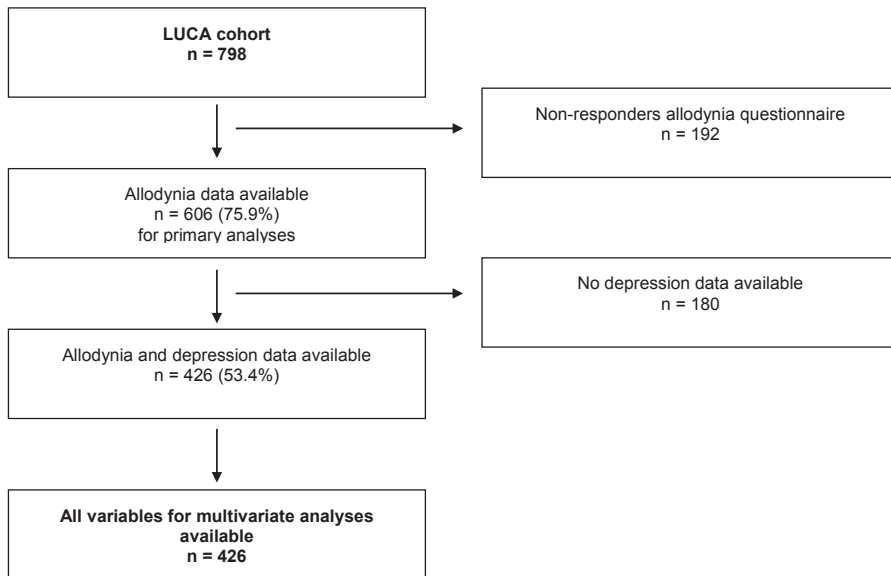 LUCA cohort
n = 798
Non-responders allodynia questionnaire
n = 192
Allodynia data available
n = 606 (75.9%)
for primary analyses
No depression data available
n = 180
Allodynia and depression data available
n = 426 (53.4%)
All variables for multivariate analyses
available
n = 426